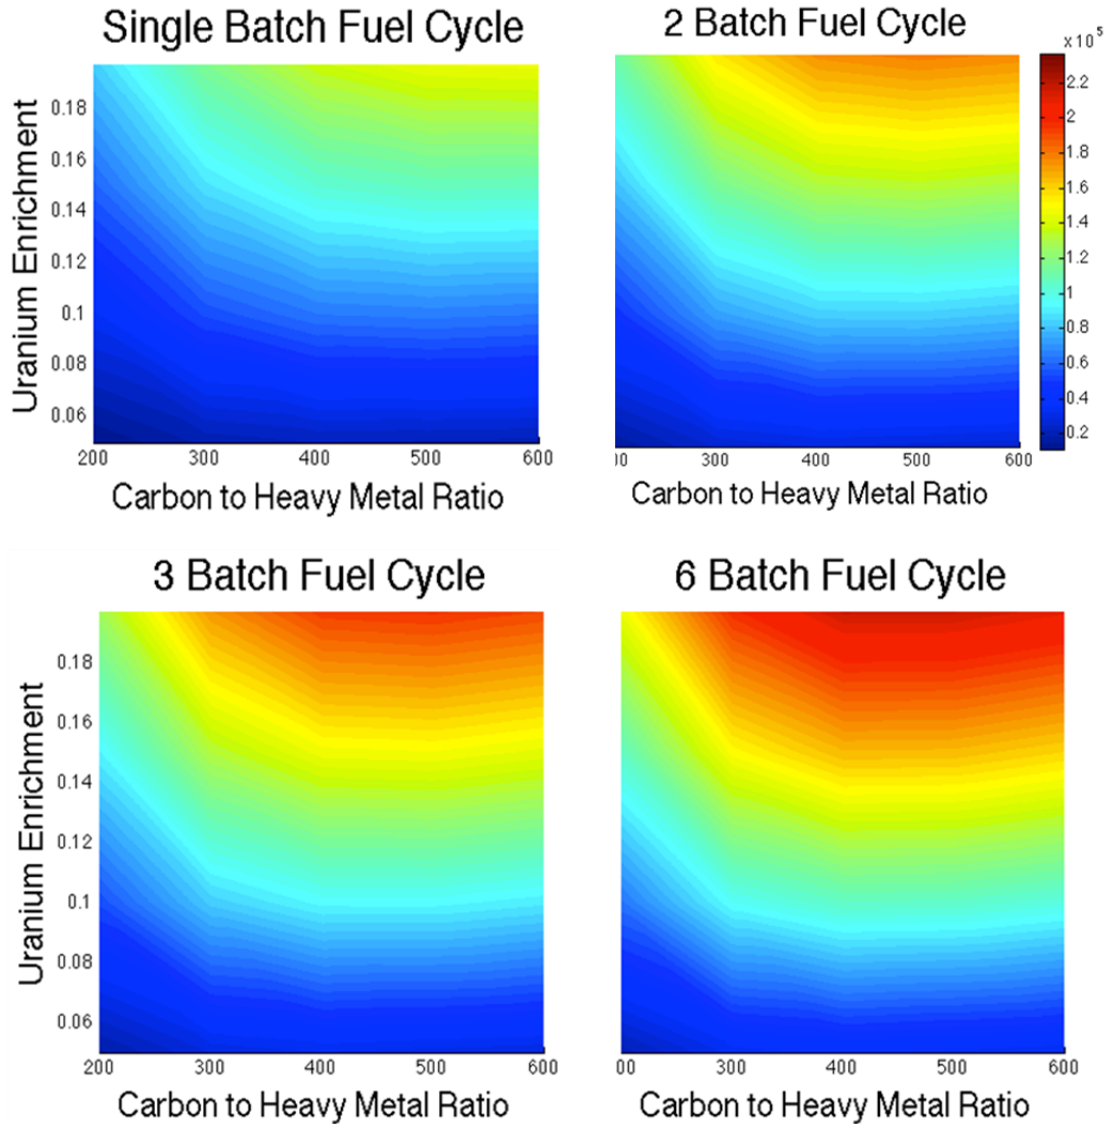 Single Batch Fuel Cycle
2 Batch Fuel Cycle
x10^5
Uranium Enrichment
0.18
0.16
0.14
0.12
0.1
0.08
0.06
200 300 400 500 600
Carbon to Heavy Metal Ratio
00 300 400 500 600
Carbon to Heavy Metal Ratio
2.2
2
1.8
1.6
1.4
1.2
1
0.8
0.6
0.4
0.2
3 Batch Fuel Cycle
6 Batch Fuel Cycle
Uranium Enrichment
0.18
0.16
0.14
0.12
0.1
0.08
0.06
200 300 400 500 600
Carbon to Heavy Metal Ratio
00 300 400 500 600
Carbon to Heavy Metal Ratio